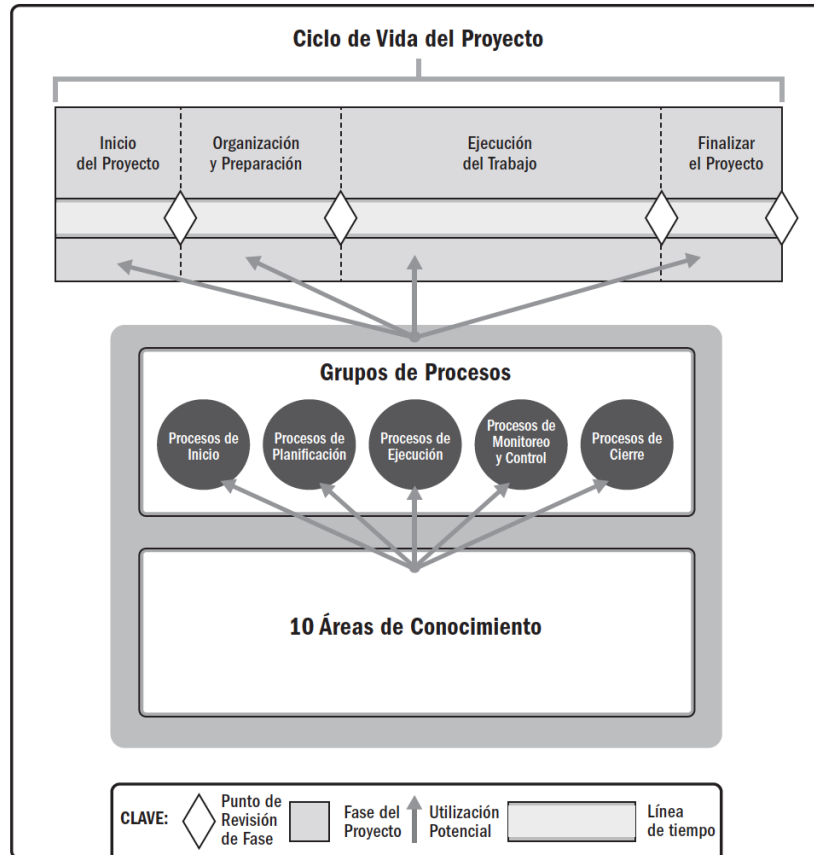 Ciclo de Vida del Proyecto
Inicio
del Proyecto
Organización
y Preparación
Ejecución
del Trabajo
Finalizar
el Proyecto
Grupos de Procesos
Procesos de
Inicio
Procesos de
Planificación
Procesos de
Ejecución
Procesos de
Monitoreo
y Control
Procesos de
Cierre
10 Áreas de Conocimiento
CLAVE:
Punto de
Revisión
de Fase
Fase del
Proyecto
Utilización
Potencial
Línea
de tiempo